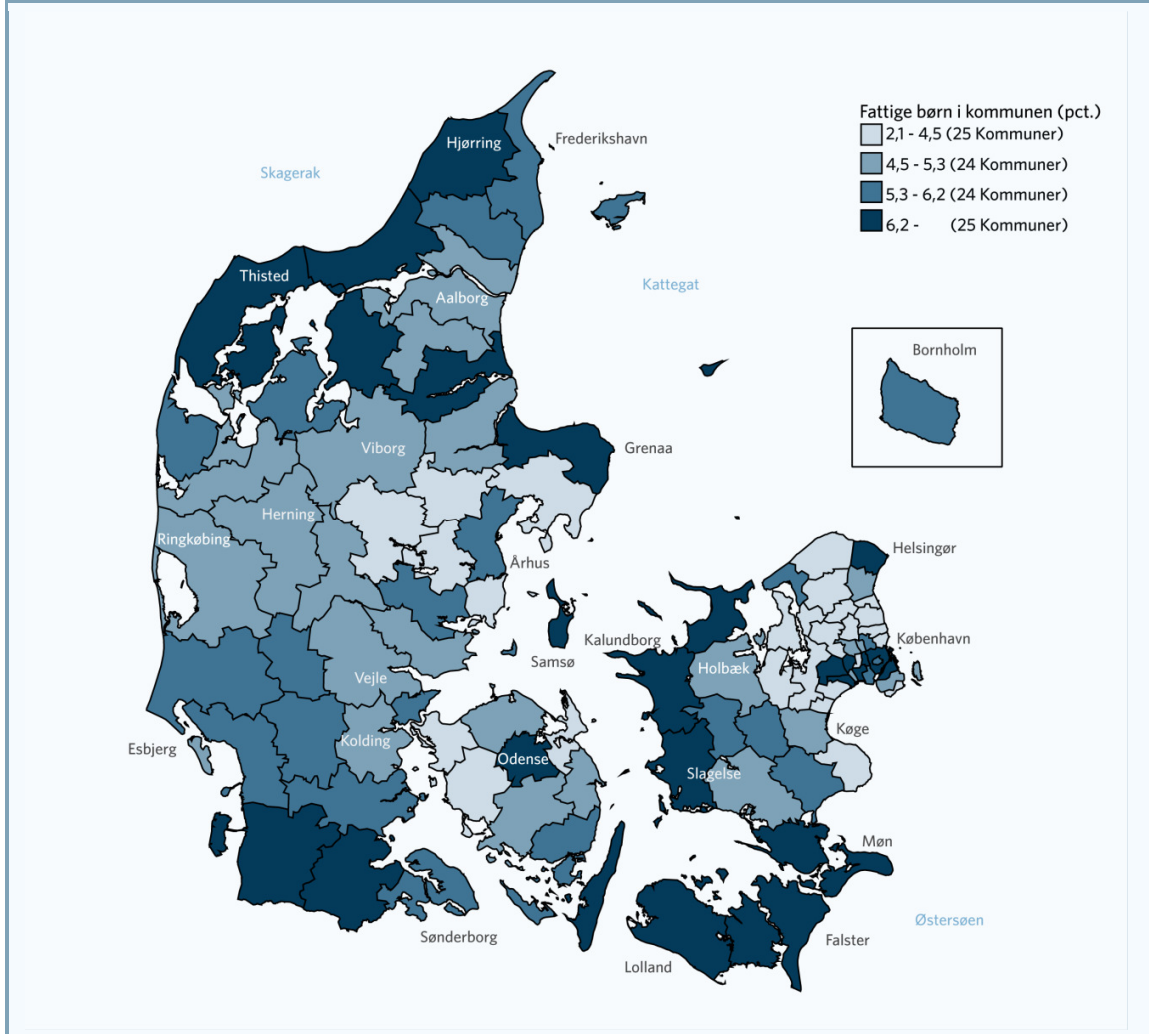 Fattige børn i kommunen (pct.)
2,1 - 4,5 (25 Kommuner)
4,5 - 5,3 (24 Kommuner)
5,3 - 6,2 (24 Kommuner)
6,2 - (25 Kommuner)
Hjørring
Frederikshavn
Skagerak
Thisted
Kattegat
Aalborg
Bornholm
Viborg
Grenaa
Herning
Ringkøbing
Helsingør
Århus
Kalundborg
København
Samsø
Holbæk
Vejle
Køge
Esbjerg
Kolding
Odense
Slagelse
Møn
Østersøen
Sønderborg
Falster
Lolland